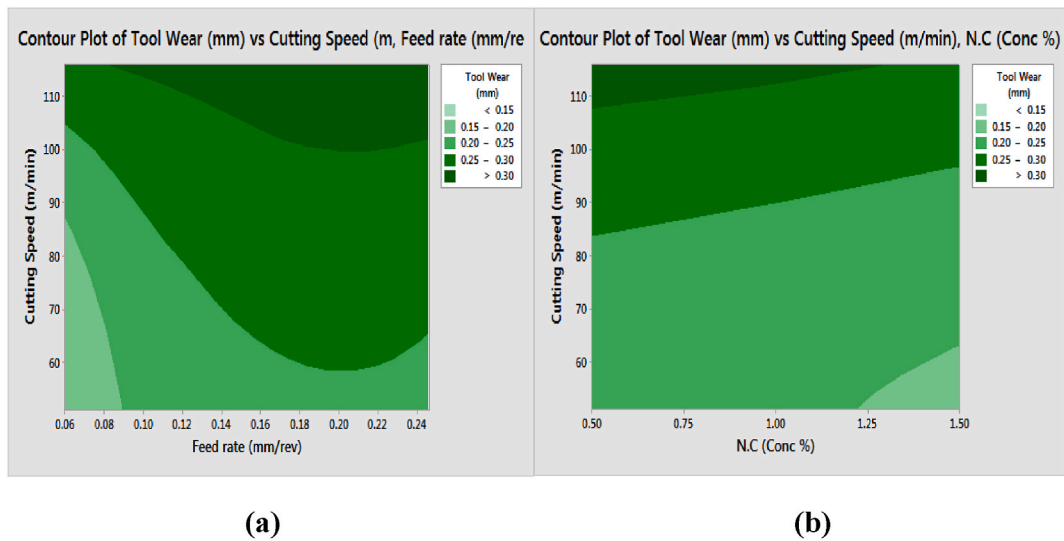 Contour Plot of Tool Wear (mm) vs Cutting Speed (m, Feed rate (mm/re
Tool Wear
(mm)
< 0.15
0.15 – 0.20
0.20 – 0.25
0.25 – 0.30
> 0.30
Cutting Speed (m/min)
110
100
90
80
70
60
0.06 0.08 0.10 0.12 0.14 0.16 0.18 0.20 0.22 0.24
Feed rate (mm/rev)
(a)
Contour Plot of Tool Wear (mm) vs Cutting Speed (m/min), N.C (Conc %)
Tool Wear
(mm)
< 0.15
0.15 – 0.20
0.20 – 0.25
0.25 – 0.30
> 0.30
Cutting Speed (m/min)
110
100
90
80
70
60
0.50 0.75 1.00 1.25 1.50
N.C (Conc %)
(b)